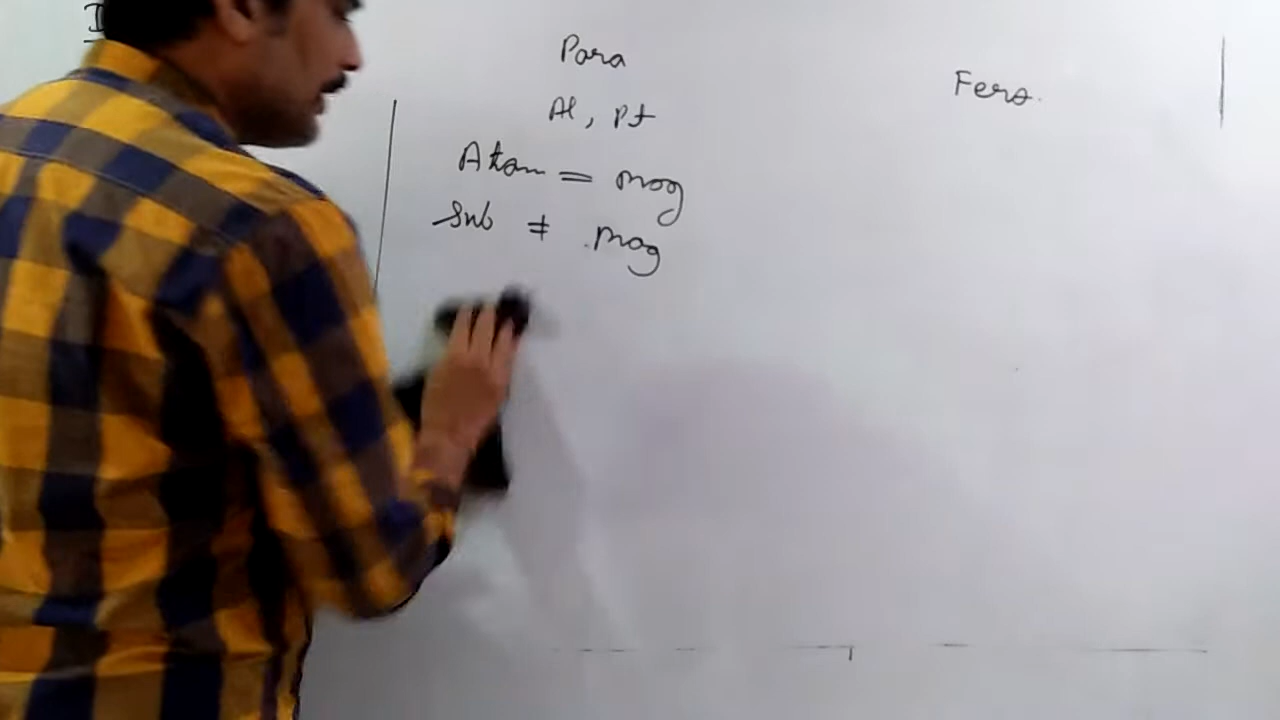 Para
Al, Pt
Atom = mag
Sub ≠ mag
Fero.